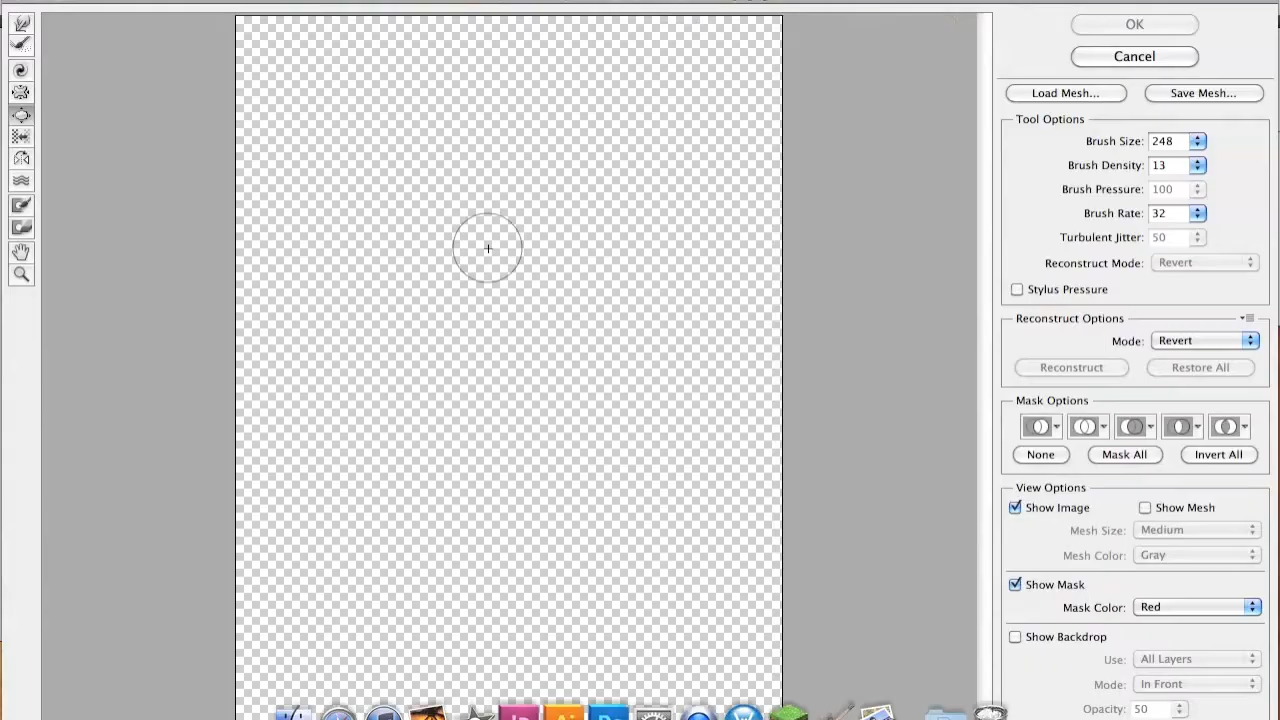 OK
Cancel
Load Mesh... Save Mesh...
Tool Options
Brush Size: 248
Brush Density: 13
Brush Pressure: 100
Brush Rate: 32
Turbulent Jitter: 50
Reconstruct Mode: Revert
Stylus Pressure
Reconstruct Options
Mode: Revert
Reconstruct Restore All
Mask Options
None Mask All Invert All
View Options
Show Image Show Mesh
Mesh Size: Medium
Mesh Color: Gray
Show Mask
Mask Color: Red
Show Backdrop
Use: All Layers
Mode: In Front
Opacity: 50